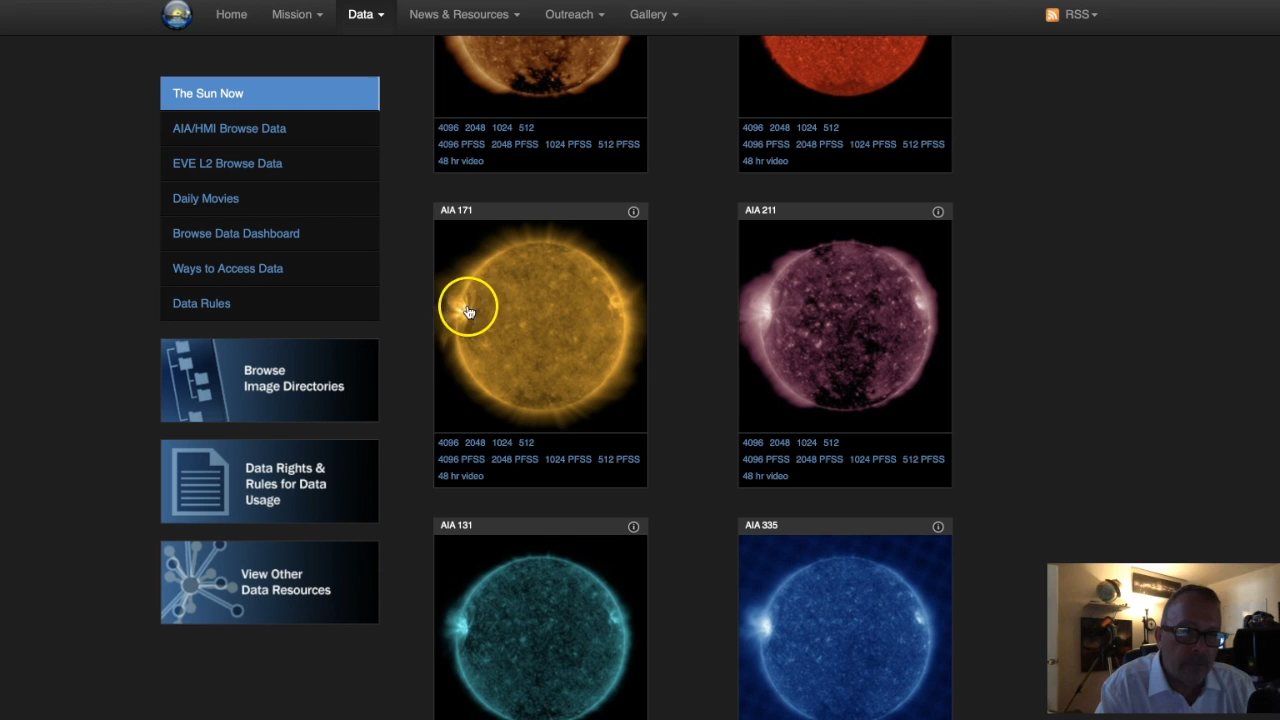 Home Mission Data News & Resources Outreach Gallery RSS
The Sun Now
AIA/HMI Browse Data
EVE L2 Browse Data
Daily Movies
Browse Data Dashboard
Ways to Access Data
Data Rules
Browse
Image Directories
Data Rights &
Rules for Data
Usage
View Other
Data Resources
4096 2048 1024 512
4096 PFSS 2048 PFSS 1024 PFSS 512 PFSS
48 hr video
4096 2048 1024 512
4096 PFSS 2048 PFSS 1024 PFSS 512 PFSS
48 hr video
AIA 171
4096 2048 1024 512
4096 PFSS 2048 PFSS 1024 PFSS 512 PFSS
48 hr video
AIA 211
4096 2048 1024 512
4096 PFSS 2048 PFSS 1024 PFSS 512 PFSS
48 hr video
AIA 131
AIA 335